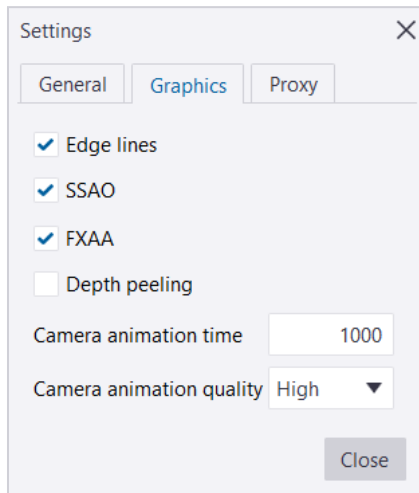 Settings
General Graphics Proxy
Edge lines
SSAO
FXAA
Depth peeling
Camera animation time 1000
Camera animation quality High
Close